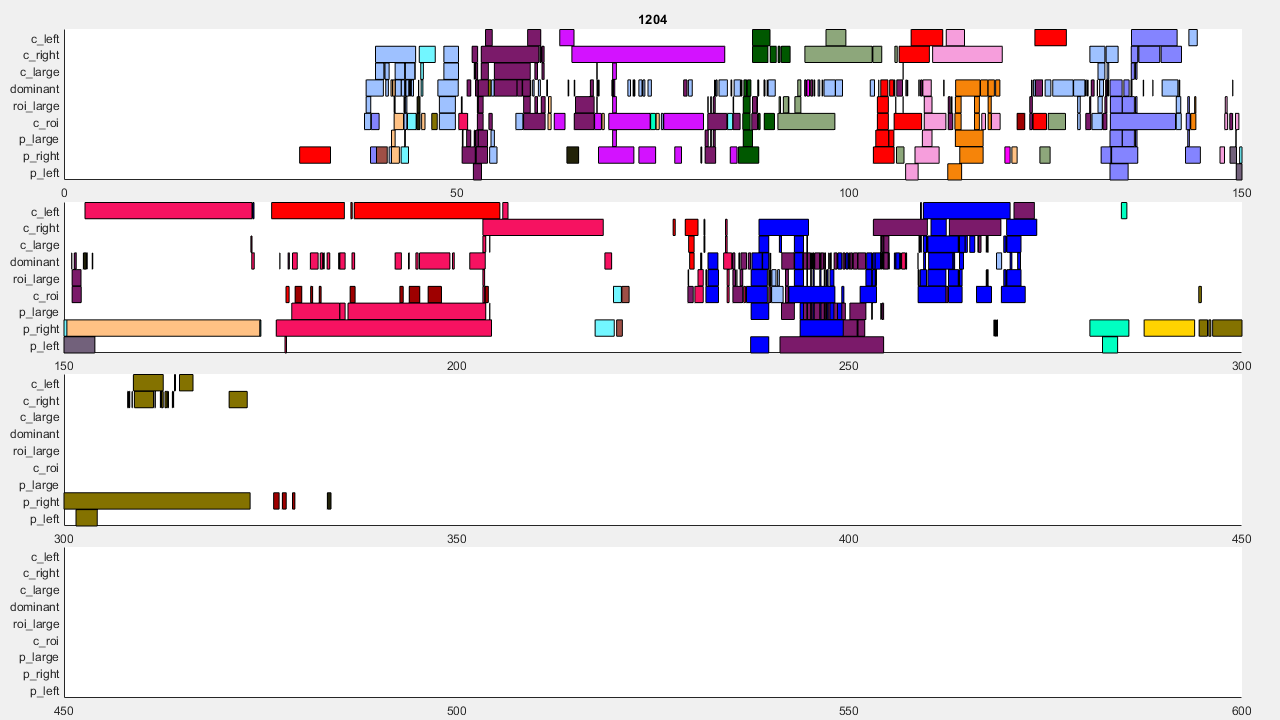 1204
c_left
c_right
c_large
dominant
roi_large
c_roi
p_large
p_right
p_left
0 50 100 150
c_left
c_right
c_large
dominant
roi_large
c_roi
p_large
p_right
p_left
150 200 250 300
c_left
c_right
c_large
dominant
roi_large
c_roi
p_large
p_right
p_left
300 350 400 450
c_left
c_right
c_large
dominant
roi_large
c_roi
p_large
p_right
p_left
450 500 550 600